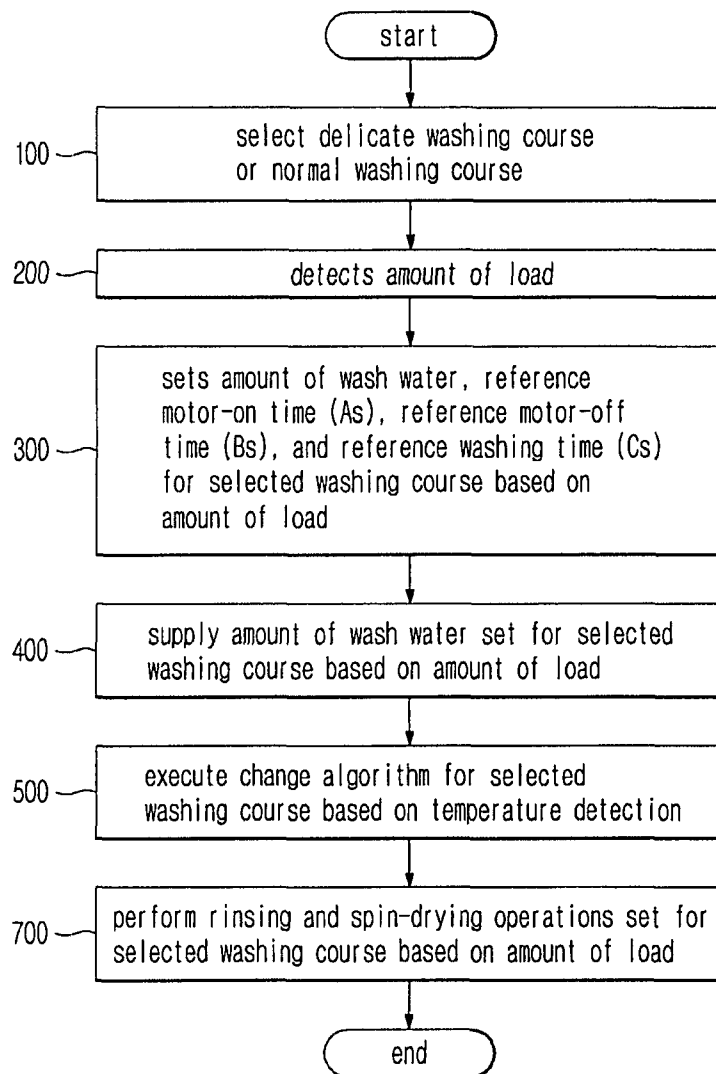 start
100
select delicate washing course
or normal washing course
200
detects amount of load
300
sets amount of wash water, reference
motor-on time (As), reference motor-off
time (Bs), and reference washing time (Cs)
for selected washing course based on
amount of load
400
supply amount of wash water set for selected
washing course based on amount of load
500
execute change algorithm for selected
washing course based on temperature detection
700
perform rinsing and spin-drying operations set for
selected washing course based on amount of load
end